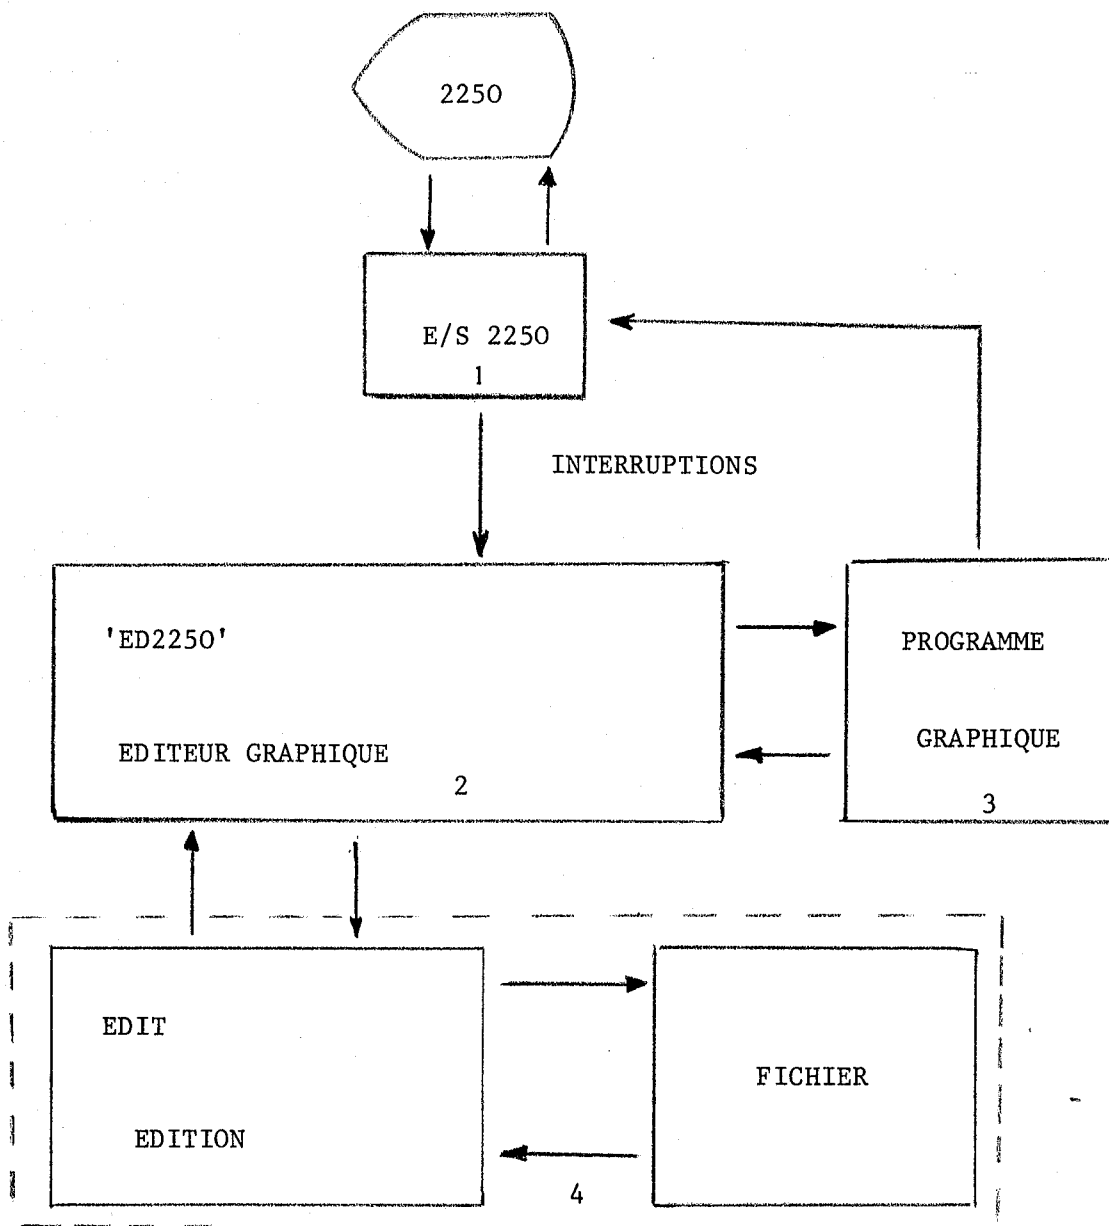 2250
E/S 2250
1
INTERRUPTIONS
'ED2250'
EDITEUR GRAPHIQUE
2
PROGRAMME
GRAPHIQUE
3
EDIT
EDITION
FICHIER
4